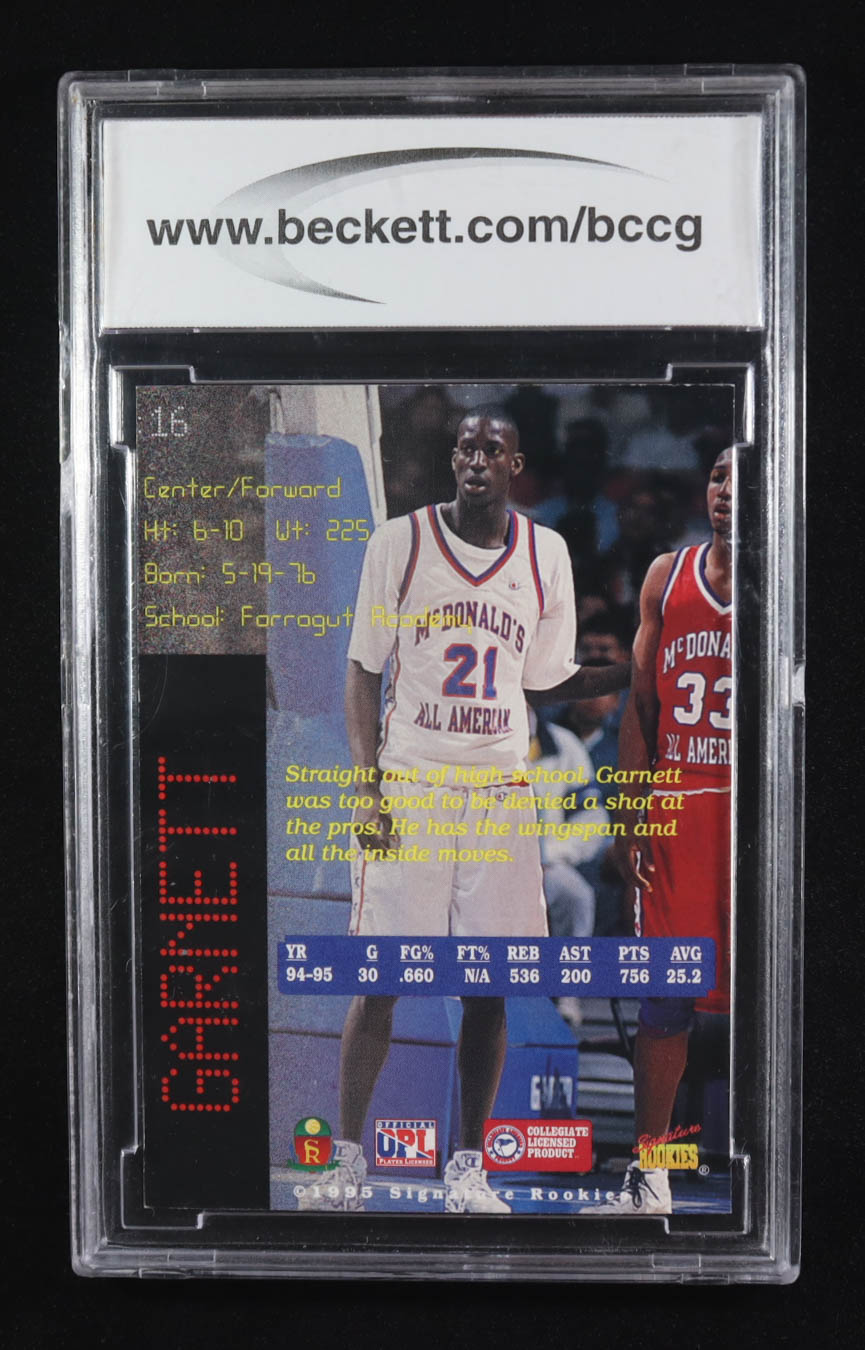 www.beckett.com/bccg
16
Center/Forward
Ht: 6-10 Wt: 225
Born: 5-19-76
School: Farragut Academy
McDONALD'S
21
ALL AMERICAN
McDONA
33
ALL AMERI
GARNETT
Straight out of high school, Garnett
was too good to be denied a shot at
the pros. He has the wingspan and
all the inside moves.
YR G FG% FT% REB AST PTS AVG
94-95 30 .660 N/A 536 200 756 25.2
SR
OFFICIAL
UPL
PLAYER LICENSEE
COLLEGIATE
LICENSED
PRODUCT
Signature
ROOKIES ®
©1995 Signature Rookies